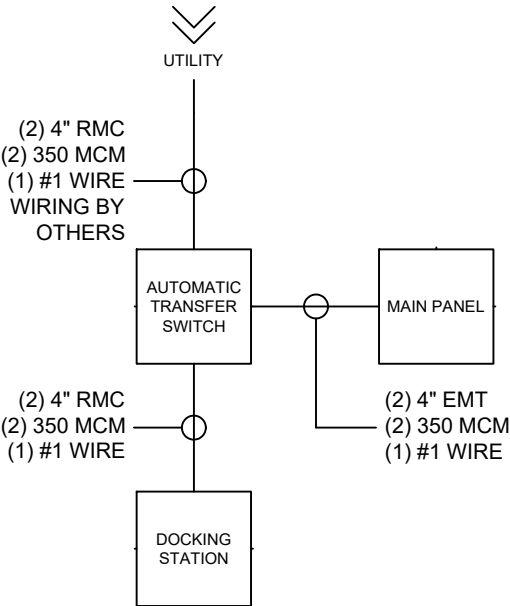 UTILITY
(2) 4" RMC
(2) 350 MCM
(1) #1 WIRE
WIRING BY
OTHERS
AUTOMATIC
TRANSFER
SWITCH
MAIN PANEL
(2) 4" RMC
(2) 350 MCM
(1) #1 WIRE
(2) 4" EMT
(2) 350 MCM
(1) #1 WIRE
DOCKING
STATION